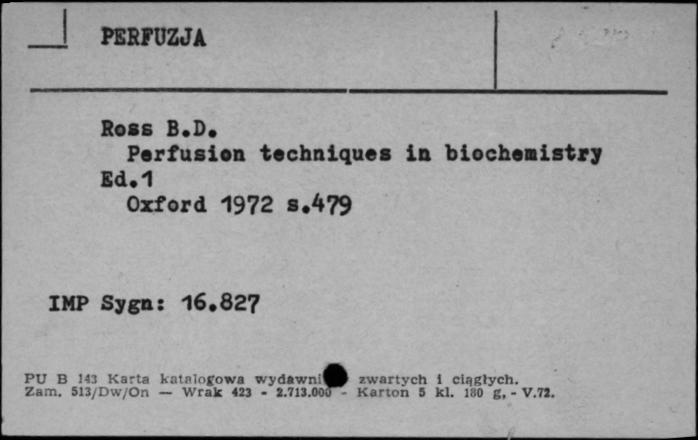 PERFUZJA
Ross B.D.
Perfusion techniques in biochemistry
Ed.1
Oxford 1972 s.479
IMP Sygn: 16.827
PU B 143 Karta katalogowa zwartych i ciągłych.
Zam. 513/Dw/On — Wrak 423 - 2.713.000 - Karton 5 kl. 180 g, - V.72.